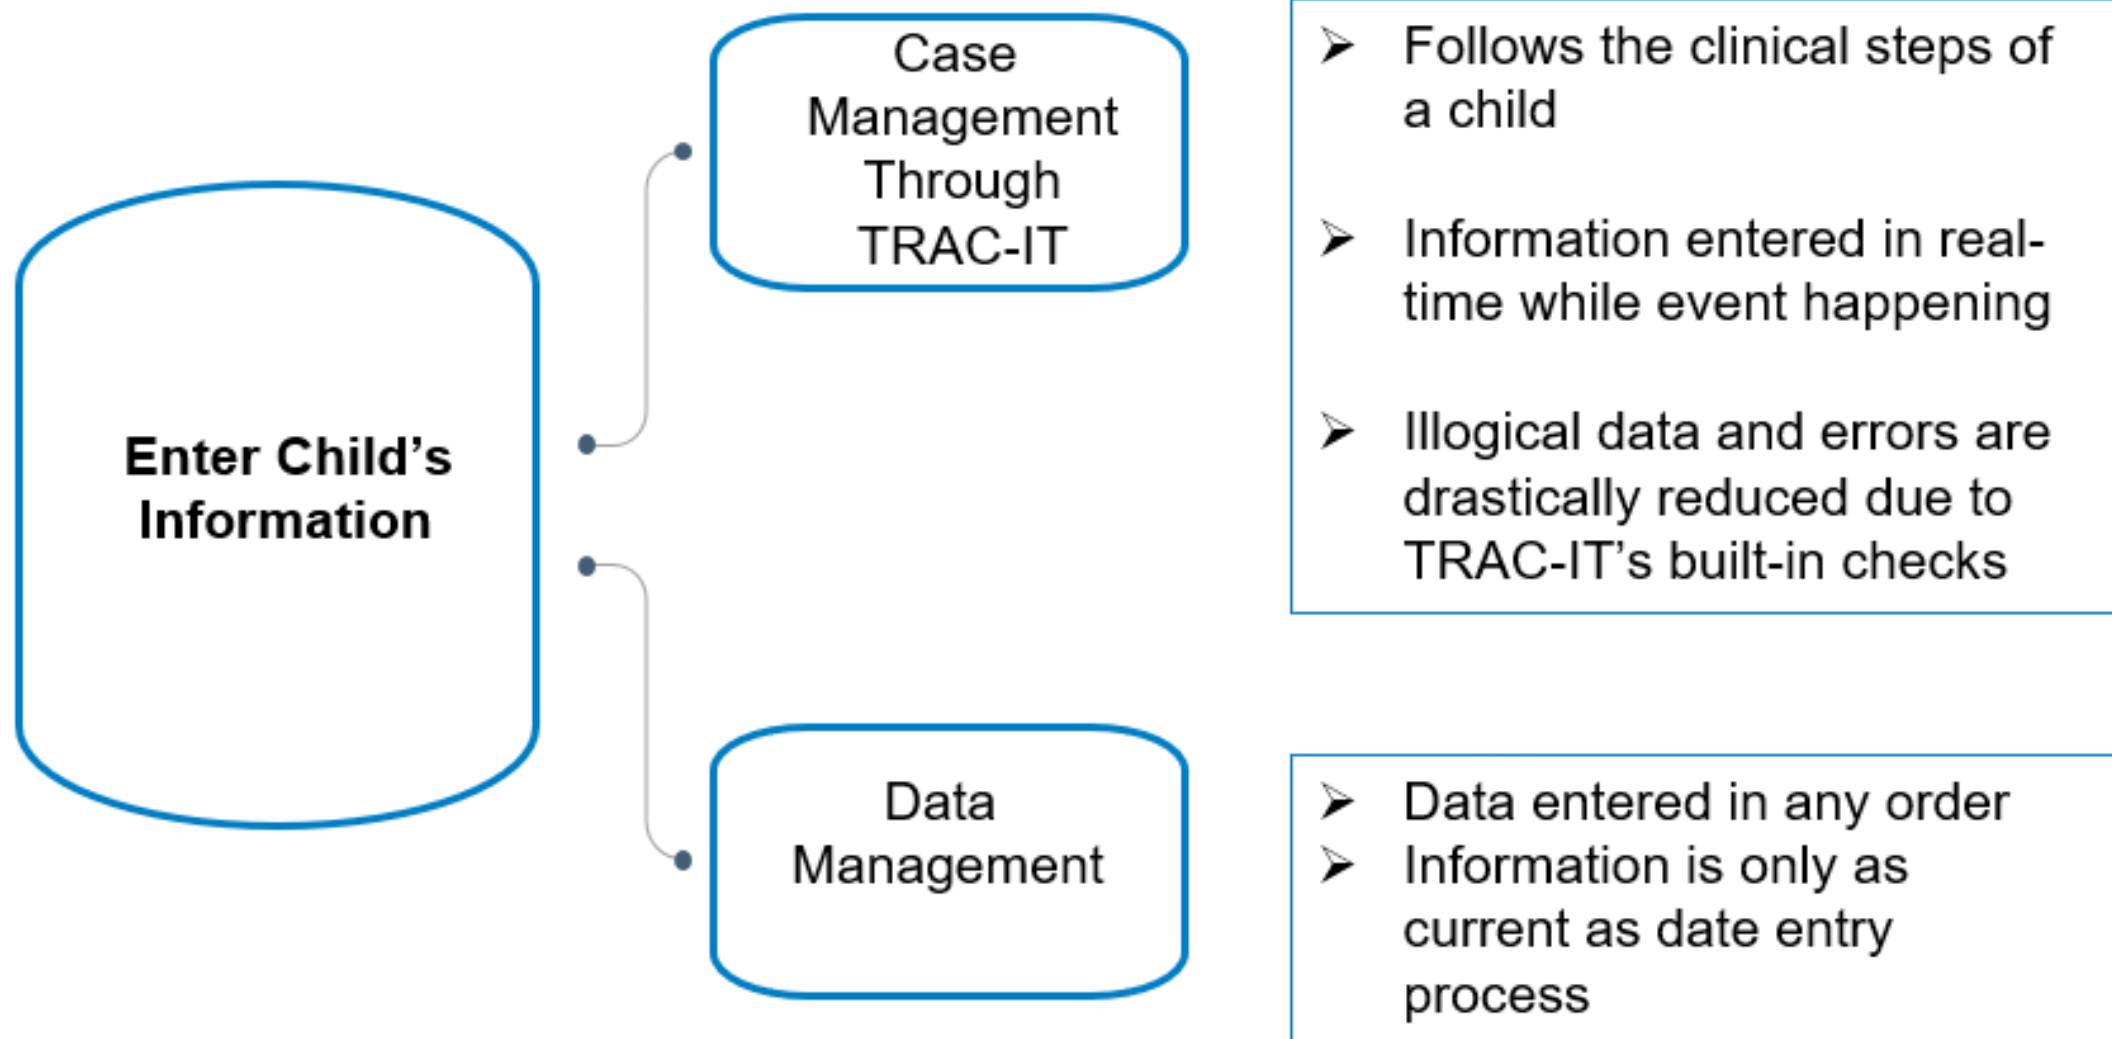 Enter Child’s
Information
Case
Management
Through
TRAC-IT
➢ Follows the clinical steps of
a child
➢ Information entered in real-
time while event happening
➢ Illogical data and errors are
drastically reduced due to
TRAC-IT’s built-in checks
Data
Management
➢ Data entered in any order
➢ Information is only as
current as date entry
process